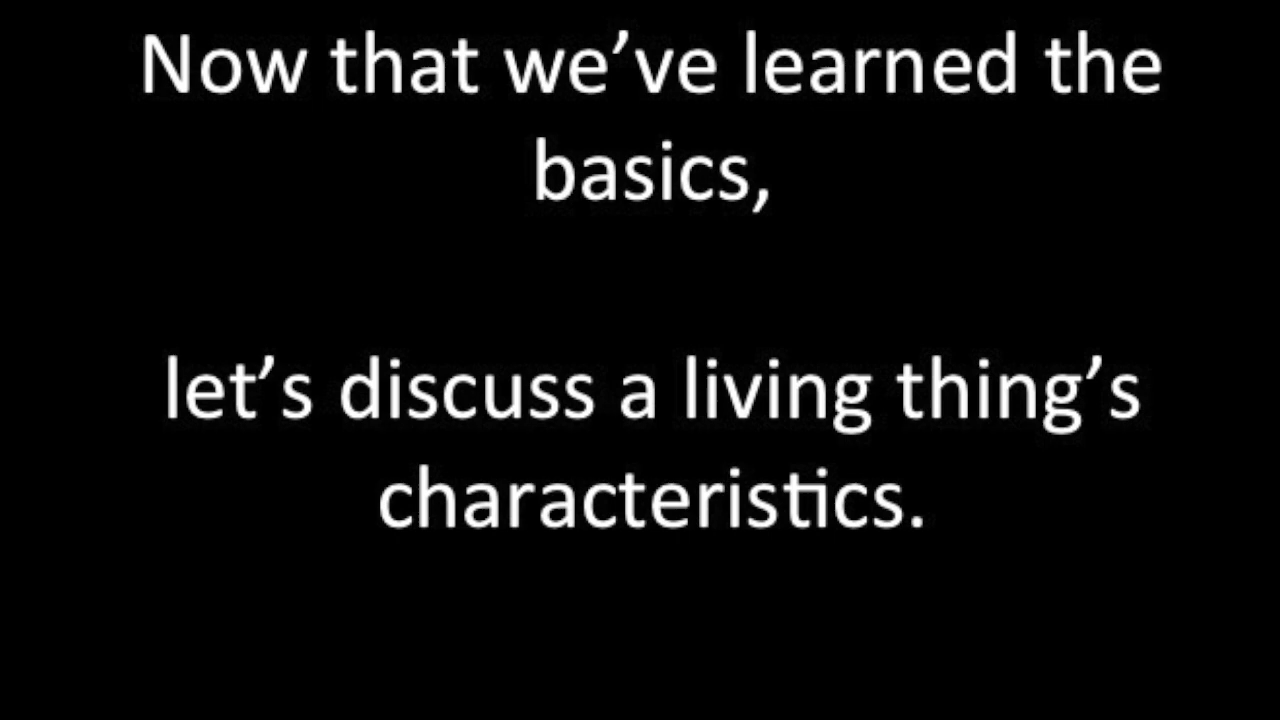 Now that we’ve learned the
basics,
let’s discuss a living thing’s
characteristics.